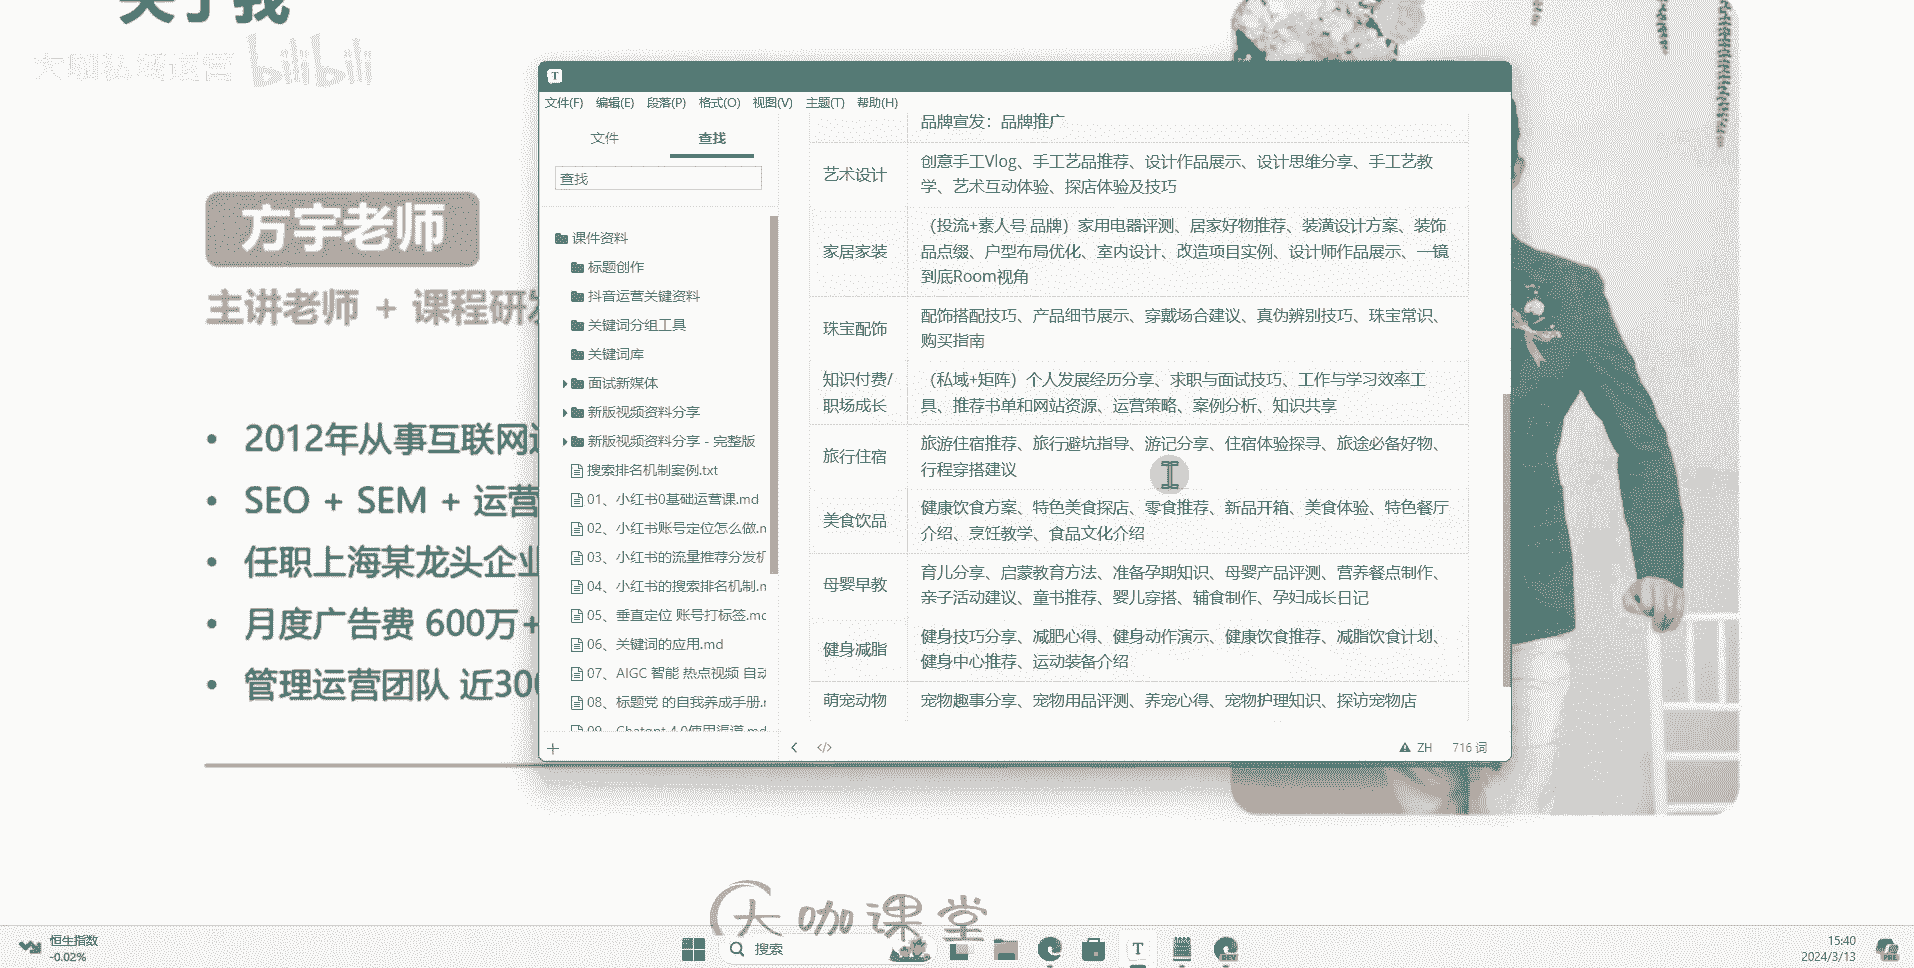 关于我
大咖私域运营 bilibili
方宇老师
主讲老师 + 课程研发
2012年从事互联网
SEO + SEM + 运营
任职上海某龙头企业
月度广告费 600万+
管理运营团队 近300
T
文件(F) 编辑(E) 段落(P) 格式(O) 视图(V) 主题(T) 帮助(H)
文件 查找
查找
课件资料
标题创作
抖音运营关键资料
关键词分组工具
关键词库
面试新媒体
新版视频资料分享
新版视频资料分享 - 完整版
搜索排名机制案例.txt
01、小红书0基础运营课.md
02、小红书账号定位怎么做.m
03、小红书的流量推荐分发机
04、小红书的搜索排名机制.m
05、垂直定位 账号打标签.md
06、关键词的应用.md
07、AIGC 智能 热点视频 自动
08、标题党 的自我养成手册.m
09、Chatgpt 4.0使用渠道.md
品牌宣发：品牌推广
艺术设计
创意手工Vlog、手工艺品推荐、设计作品展示、设计思维分享、手工艺教
学、艺术互动体验、探店体验及技巧
家居家装
（投流+素人号 品牌）家用电器评测、居家好物推荐、装潢设计方案、装饰
品点缀、户型布局优化、室内设计、改造项目实例、设计师作品展示、一镜
到底Room视角
珠宝配饰
配饰搭配技巧、产品细节展示、穿戴场合建议、真伪辨别技巧、珠宝常识、
购买指南
知识付费/
职场成长
（私域+矩阵）个人发展经历分享、求职与面试技巧、工作与学习效率工
具、推荐书单和网站资源、运营策略、案例分析、知识共享
旅行住宿
旅游住宿推荐、旅行避坑指导、游记分享、住宿体验探寻、旅途必备好物、
行程穿搭建议
美食饮品
健康饮食方案、特色美食探店、零食推荐、新品开箱、美食体验、特色餐厅
介绍、烹饪教学、食品文化介绍
母婴早教
育儿分享、启蒙教育方法、准备孕期知识、母婴产品评测、营养餐点制作、
亲子活动建议、童书推荐、婴儿穿搭、辅食制作、孕妇成长日记
健身减脂
健身技巧分享、减肥心得、健身动作演示、健康饮食推荐、减脂饮食计划、
健身中心推荐、运动装备介绍
萌宠动物
宠物趣事分享、宠物用品评测、养宠心得、宠物护理知识、探访宠物店
ZH 716 词
大咖课堂
恒生指数
-0.02%
搜索
T
DEV
15:40
2024/3/13
PRE